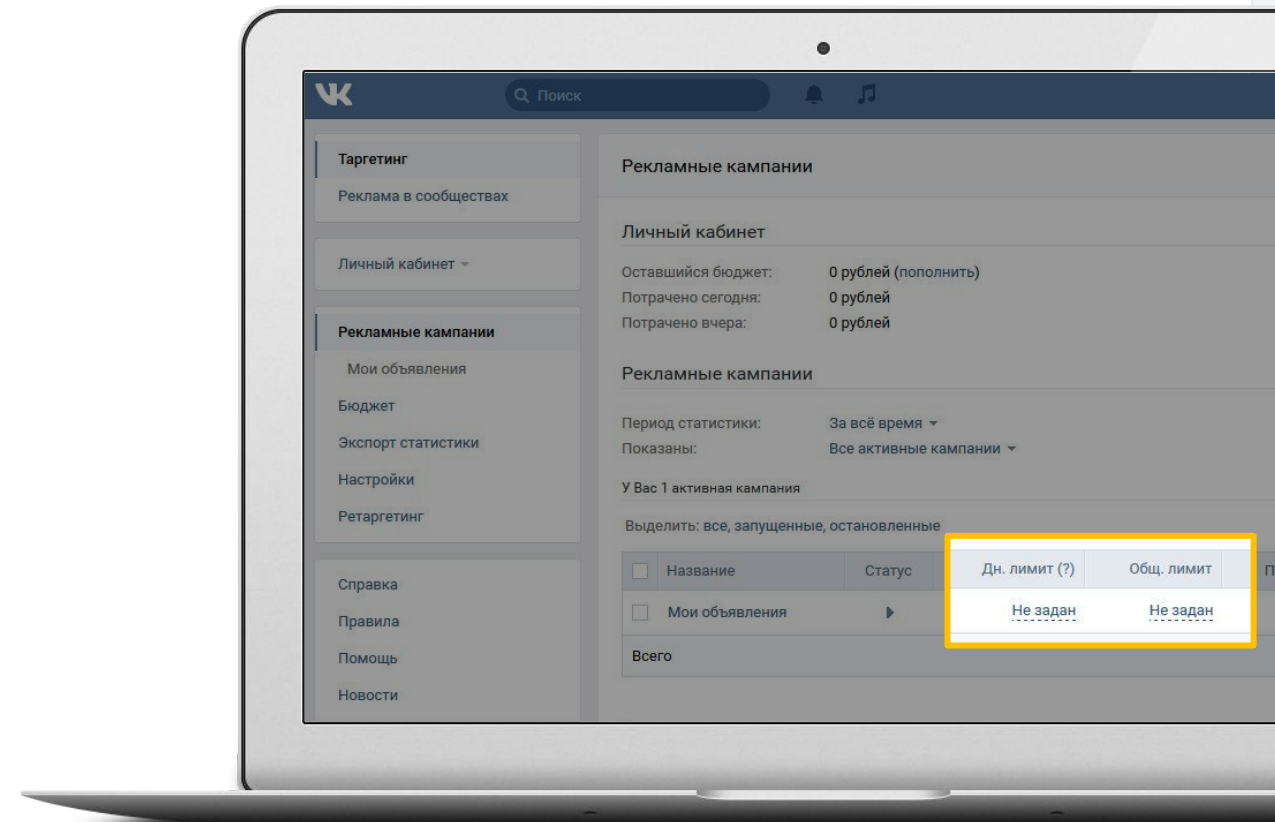 VK
Поиск
Таргетинг
Реклама в сообществах
Личный кабинет
Рекламные кампании
Мои объявления
Бюджет
Экспорт статистики
Настройки
Ретаргетинг
Справка
Правила
Помощь
Новости
Рекламные кампании
Личный кабинет
Оставшийся бюджет: 0 рублей (пополнить)
Потрачено сегодня: 0 рублей
Потрачено вчера: 0 рублей
Рекламные кампании
Период статистики: За всё время
Показаны: Все активные кампании
У Вас 1 активная кампания
Выделить: все, запущенные, остановленные
Название Статус Дн. лимит (?) Общ. лимит П
Мои объявления Не задан Не задан
Всего